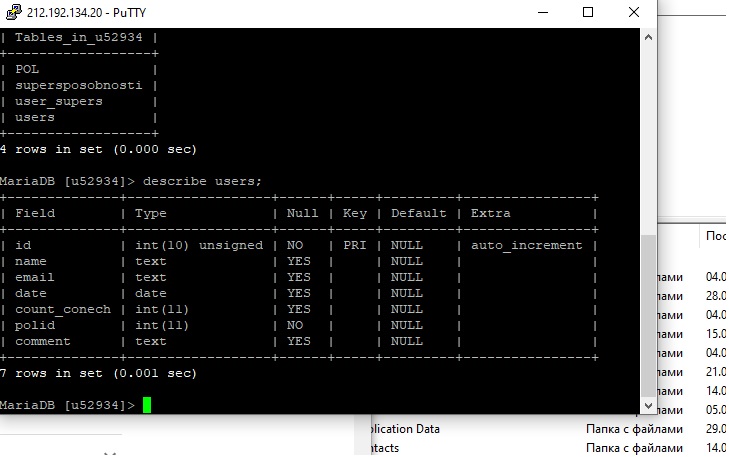 212.192.134.20 - PuTTY
| Tables_in_u52934 |
+------------------+
| POL              |
| supersposobnosti |
| user_supers      |
| users            |
+------------------+
4 rows in set (0.000 sec)
MariaDB [u52934]> describe users;
+--------------+------------------+------+-----+---------+----------------+
| Field        | Type             | Null | Key | Default | Extra          |
+--------------+------------------+------+-----+---------+----------------+
| id           | int(10) unsigned | NO   | PRI | NULL    | auto_increment |
| name         | text             | YES  |     | NULL    |                |
| email        | text             | YES  |     | NULL    |                |
| date         | date             | YES  |     | NULL    |                |
| count_conech | int(11)          | YES  |     | NULL    |                |
| polid        | int(11)          | NO   |     | NULL    |                |
| comment      | text             | YES  |     | NULL    |                |
+--------------+------------------+------+-----+---------+----------------+
7 rows in set (0.001 sec)
MariaDB [u52934]>
Пос
лами 04.0
лами 28.0
лами 04.0
лами 15.0
лами 04.0
лами 21.0
лами 14.0
лами 05.0
plication Data Папка с файлами 29.0
ntacts Папка с файлами 14.0